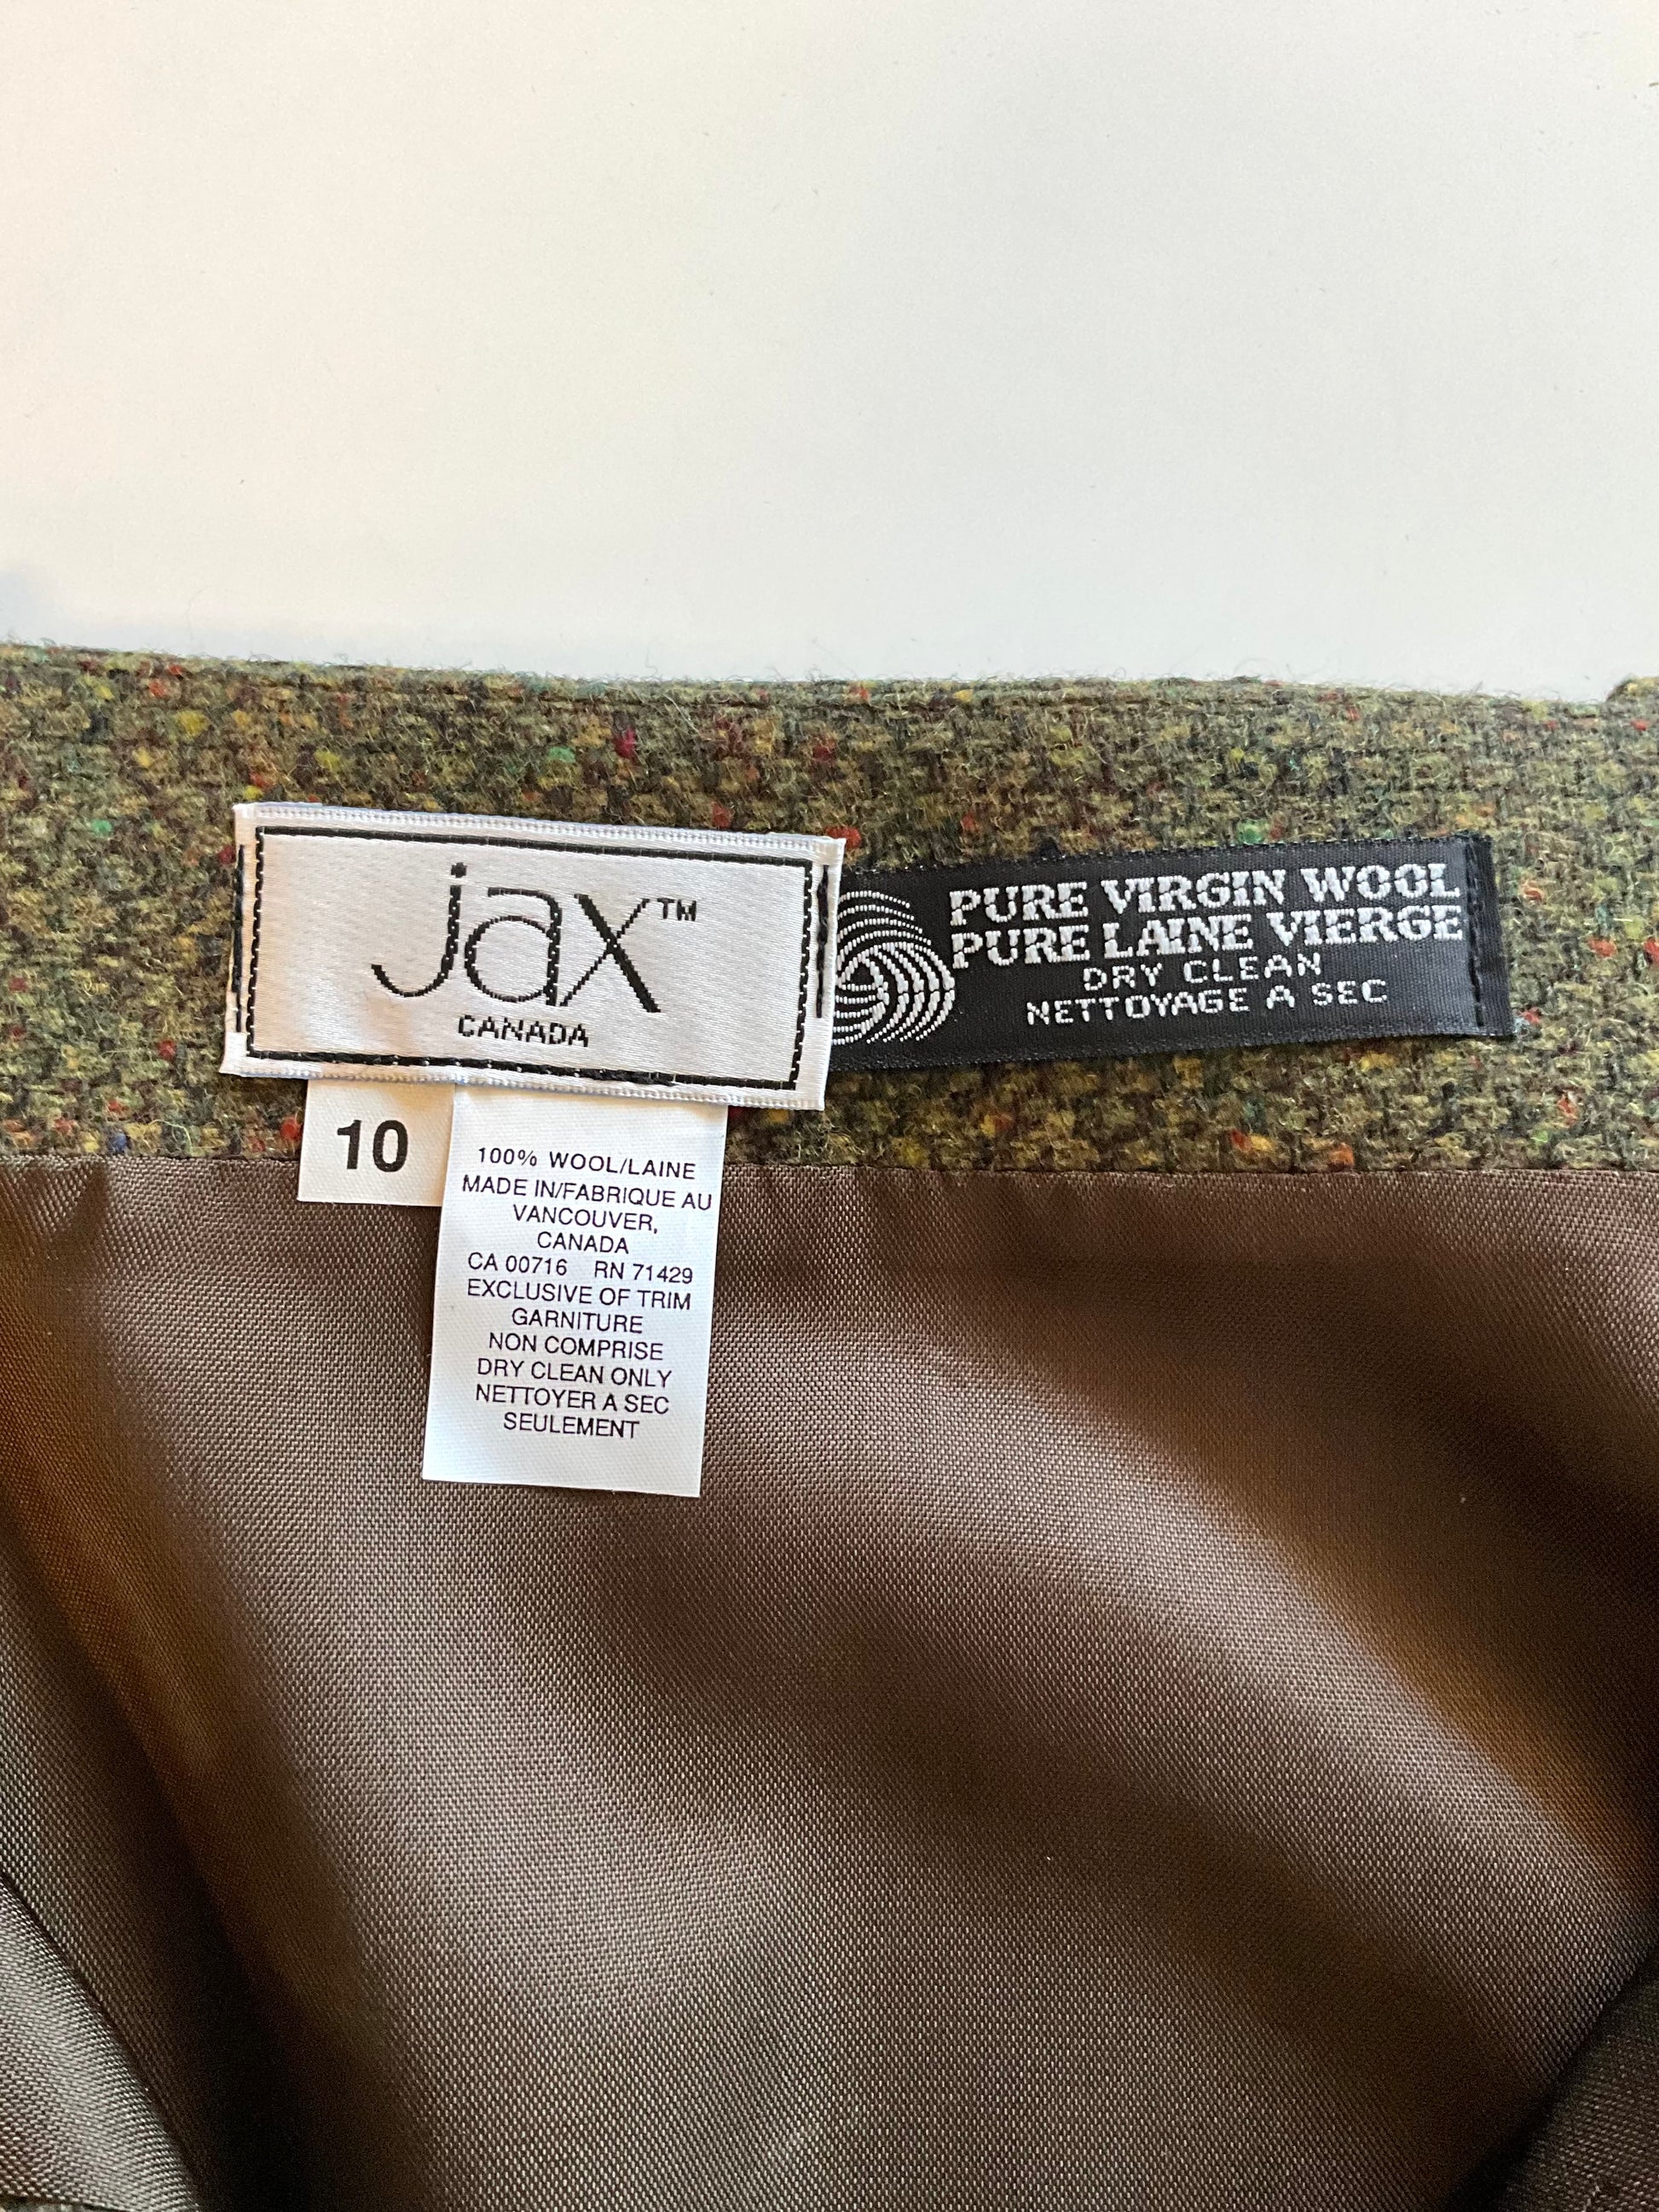 jax™
CANADA
PURE VIRGIN WOOL
PURE LAINE VIERGE
DRY CLEAN
NETTOYAGE A SEC
10
100% WOOL/LAINE
MADE IN/FABRIQUE AU
VANCOUVER,
CANADA
CA 00716 RN 71429
EXCLUSIVE OF TRIM
GARNITURE
NON COMPRISE
DRY CLEAN ONLY
NETTOYER A SEC
SEULEMENT